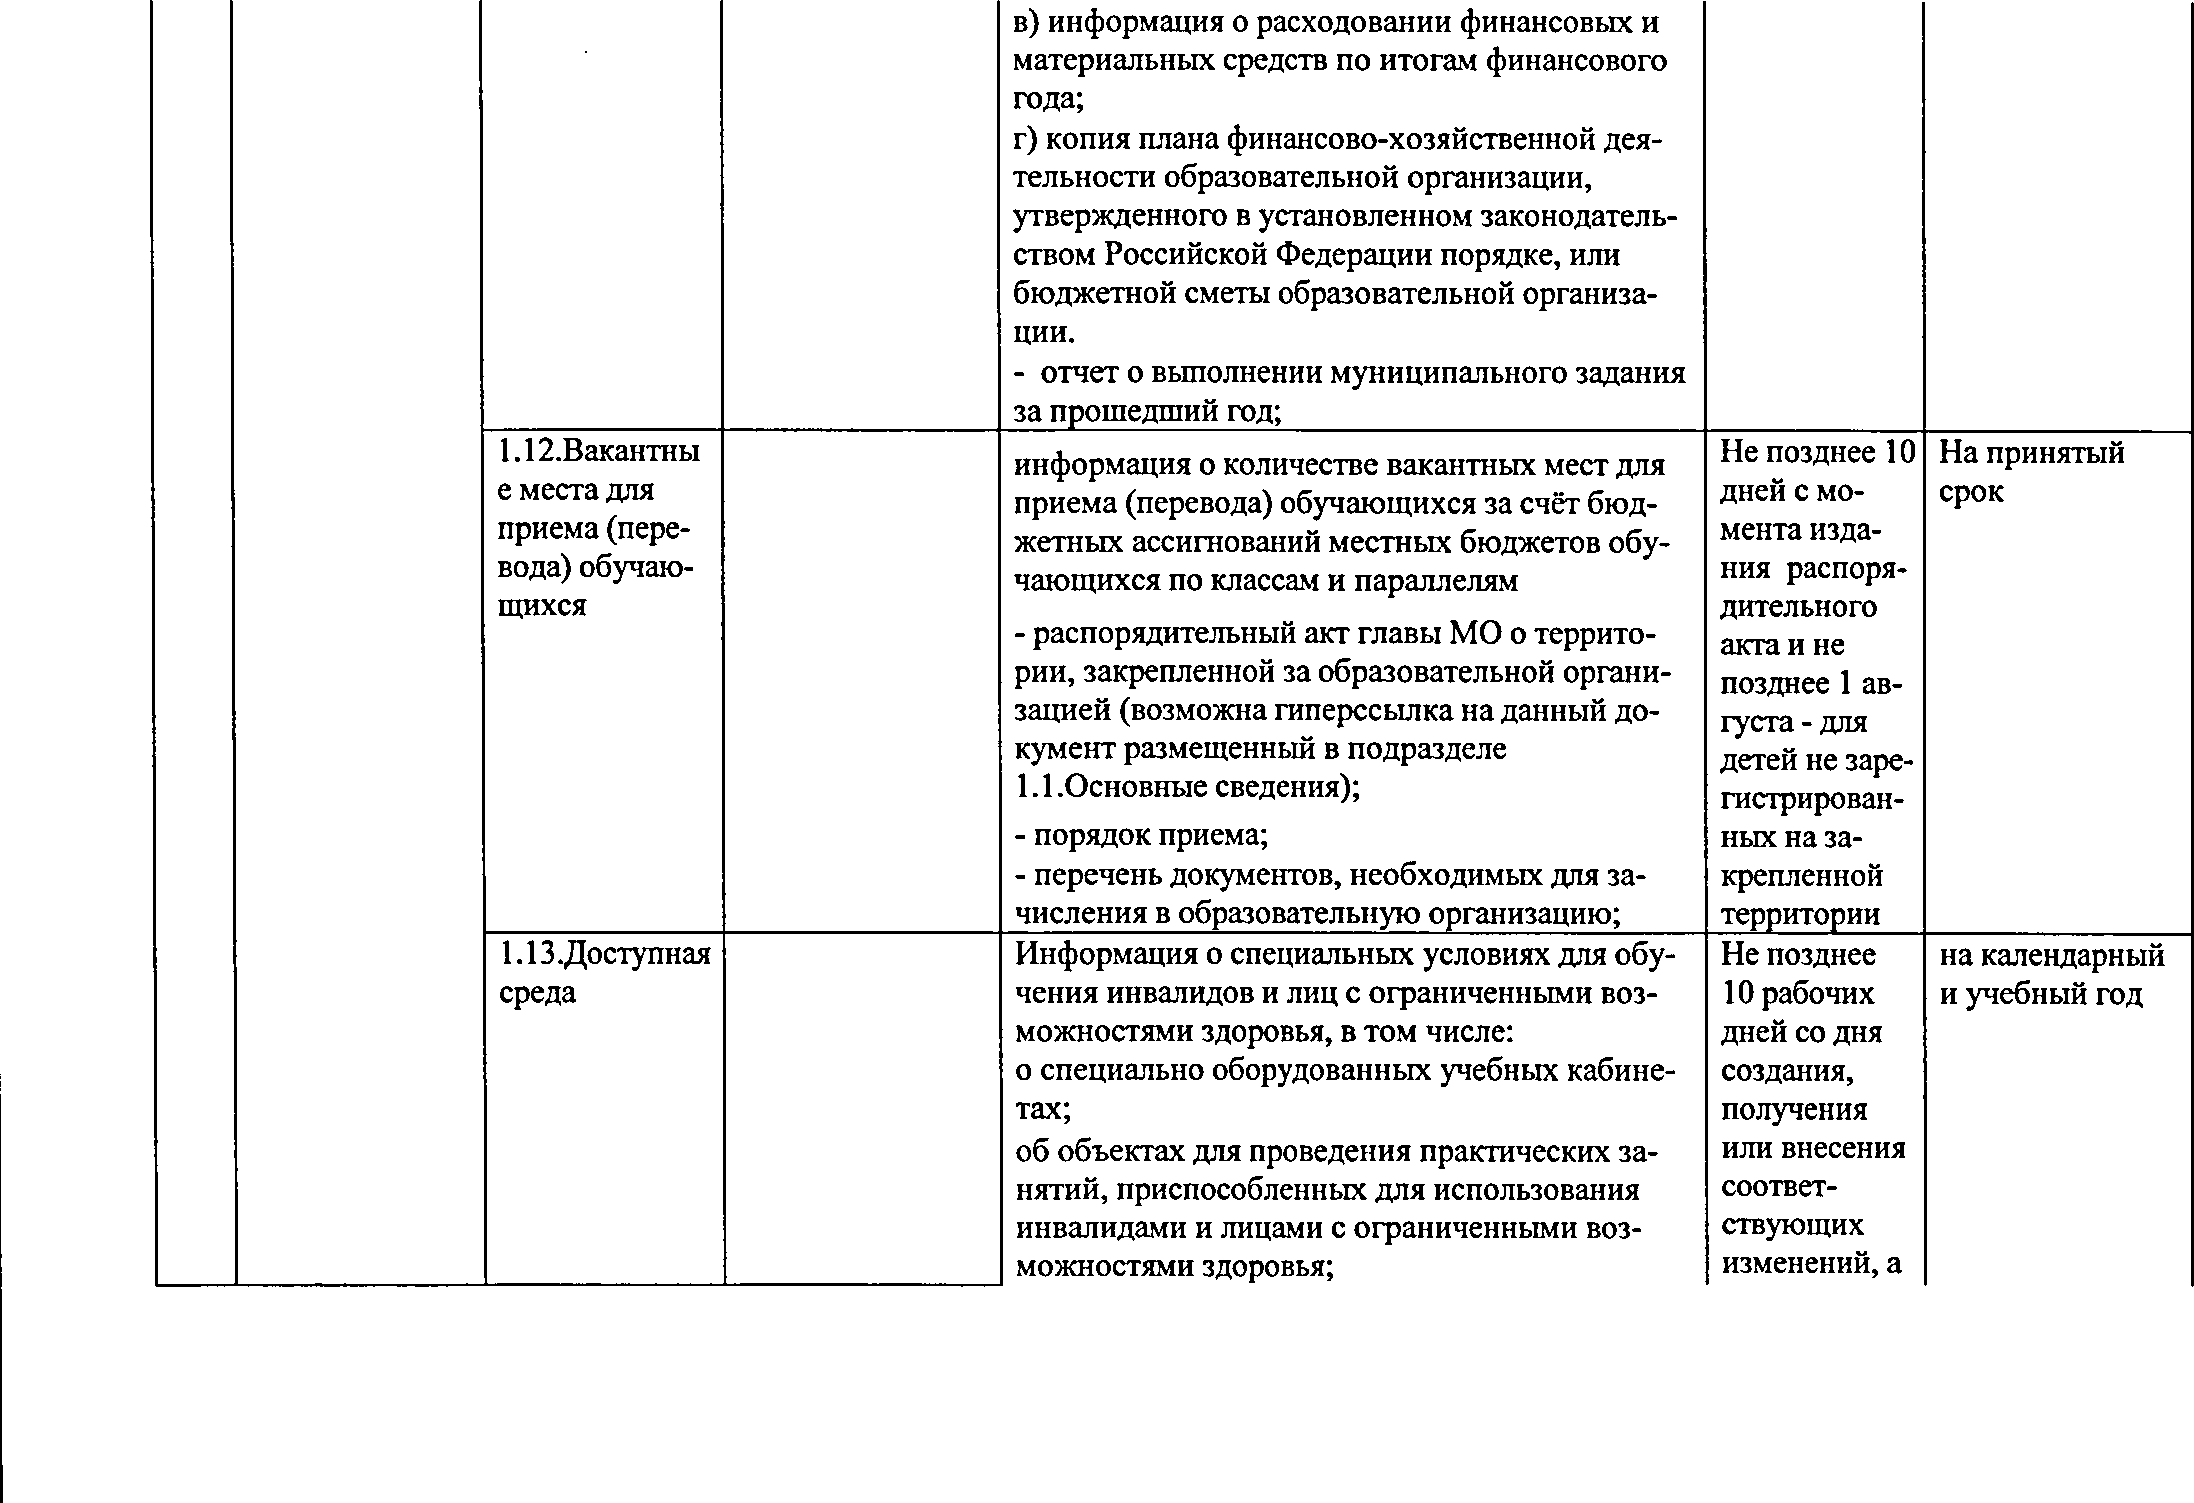 в) информация о расходовании финансовых и
материальных средств по итогам финансового
года;
г) копия плана финансово-хозяйственной дея-
тельности образовательной организации,
утвержденного в установленном законодатель-
ством Российской Федерации порядке, или
бюджетной сметы образовательной организа-
ции.
- отчет о выполнении муниципального задания
за прошедший год;
1.12.Вакантны
е места для
приема (пере-
вода) обучаю-
щихся
информация о количестве вакантных мест для
приема (перевода) обучающихся за счёт бюд-
жетных ассигнований местных бюджетов обу-
чающихся по классам и параллелям
- распорядительный акт главы МО о террито-
рии, закрепленной за образовательной органи-
зацией (возможна гиперссылка на данный до-
кумент размещенный в подразделе
1.1.Основные сведения);
- порядок приема;
- перечень документов, необходимых для за-
числения в образовательную организацию;
Не позднее 10
дней с мо-
мента изда-
ния распоря-
дительного
акта и не
позднее 1 ав-
густа - для
детей не заре-
гистрирован-
ных на за-
крепленной
территории
На принятый
срок
1.13.Доступная
среда
Информация о специальных условиях для обу-
чения инвалидов и лиц с ограниченными воз-
можностями здоровья, в том числе:
о специально оборудованных учебных кабине-
тах;
об объектах для проведения практических за-
нятий, приспособленных для использования
инвалидами и лицами с ограниченными воз-
можностями здоровья;
Не позднее
10 рабочих
дней со дня
создания,
получения
или внесения
соответ-
ствующих
изменений, а
на календарный
и учебный год